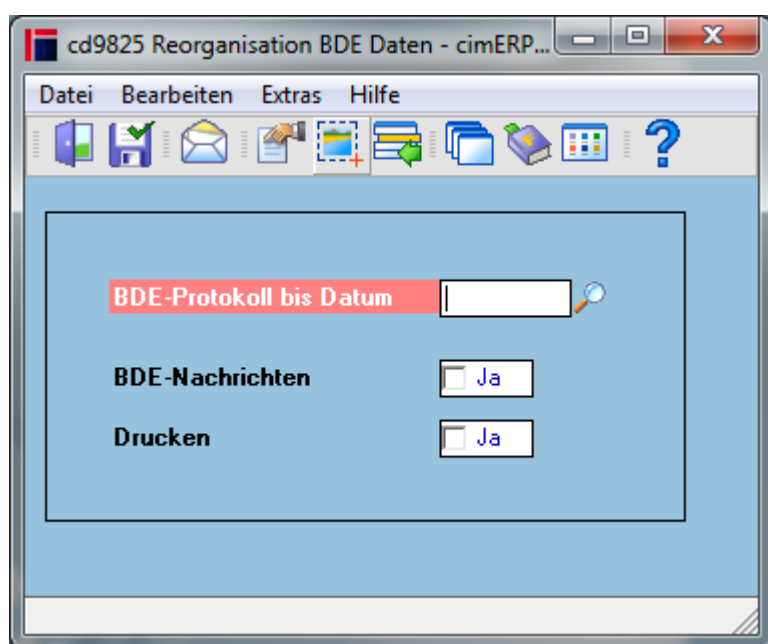 cd9825 Reorganisation BDE Daten - cimERP...
Datei Bearbeiten Extras Hilfe
BDE-Protokoll bis Datum
BDE-Nachrichten Ja
Drucken Ja